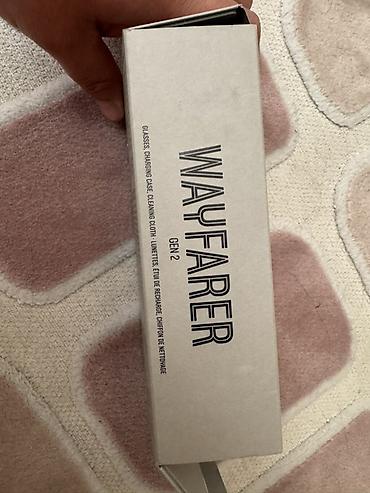 WAYFARER
GEN 2
GLASSES, CHARGING CASE, CLEANING CLOTH | LUNETTES, ÉTUI DE RECHARGE, CHIFFON DE NETTOYAGE